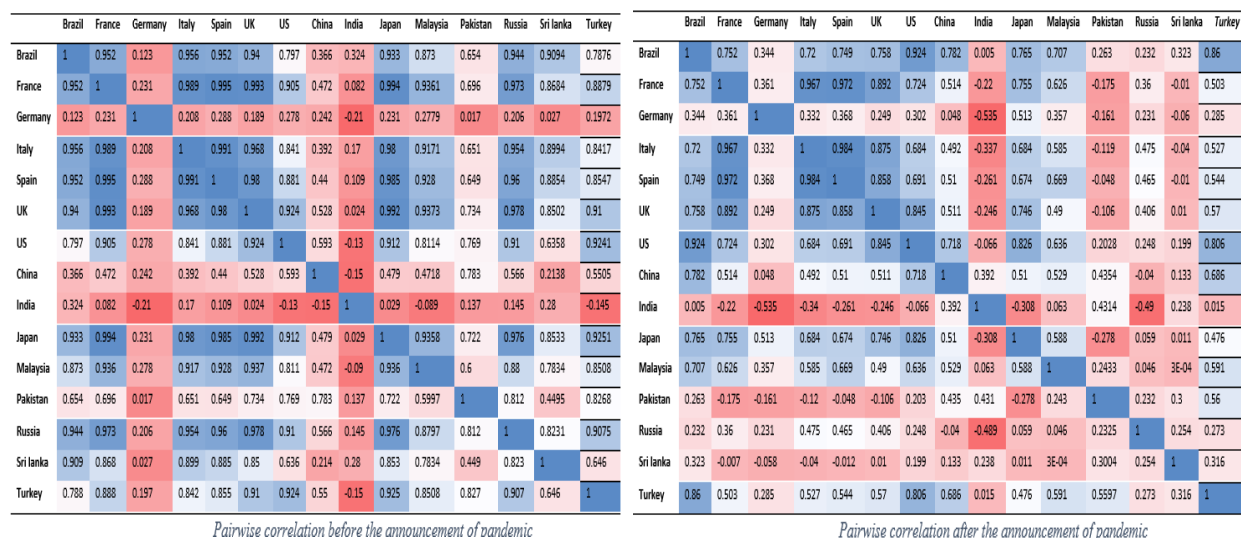 Brazil France Germany Italy Spain UK US China India Japan Malaysia Pakistan Russia Sri lanka Turkey
Brazil 1 0.952 0.123 0.956 0.952 0.94 0.797 0.366 0.324 0.933 0.873 0.654 0.944 0.9094 0.7876
France 0.952 1 0.231 0.989 0.995 0.993 0.905 0.472 0.082 0.994 0.9361 0.696 0.973 0.8684 0.8879
Germany 0.123 0.231 1 0.208 0.288 0.189 0.278 0.242 -0.21 0.231 0.2779 0.017 0.206 0.027 0.1972
Italy 0.956 0.989 0.208 1 0.991 0.968 0.841 0.392 0.17 0.98 0.9171 0.651 0.954 0.8994 0.8417
Spain 0.952 0.995 0.288 0.991 1 0.98 0.881 0.44 0.109 0.985 0.928 0.649 0.96 0.8854 0.8547
UK 0.94 0.993 0.189 0.968 0.98 1 0.924 0.528 0.024 0.992 0.9373 0.734 0.978 0.8502 0.91
US 0.797 0.905 0.278 0.841 0.881 0.924 1 0.593 -0.13 0.912 0.8114 0.769 0.91 0.6358 0.9241
China 0.366 0.472 0.242 0.392 0.44 0.528 0.593 1 -0.15 0.479 0.4718 0.783 0.566 0.2138 0.5505
India 0.324 0.082 -0.21 0.17 0.109 0.024 -0.13 -0.15 1 0.029 -0.089 0.137 0.145 0.28 -0.145
Japan 0.933 0.994 0.231 0.98 0.985 0.992 0.912 0.479 0.029 1 0.9358 0.722 0.976 0.8533 0.9251
Malaysia 0.873 0.936 0.278 0.917 0.928 0.937 0.811 0.472 -0.09 0.936 1 0.6 0.88 0.7834 0.8508
Pakistan 0.654 0.696 0.017 0.651 0.649 0.734 0.769 0.783 0.137 0.722 0.5997 1 0.812 0.4495 0.8268
Russia 0.944 0.973 0.206 0.954 0.96 0.978 0.91 0.566 0.145 0.976 0.8797 0.812 1 0.8231 0.9075
Sri lanka 0.909 0.868 0.027 0.899 0.885 0.85 0.636 0.214 0.28 0.853 0.7834 0.449 0.823 1 0.646
Turkey 0.788 0.888 0.197 0.842 0.855 0.91 0.924 0.55 -0.15 0.925 0.8508 0.827 0.907 0.646 1
Pairwise correlation before the announcement of pandemic
Brazil France Germany Italy Spain UK US China India Japan Malaysia Pakistan Russia Sri lanka Turkey
Brazil 1 0.752 0.344 0.72 0.749 0.758 0.924 0.782 0.005 0.765 0.707 0.263 0.232 0.323 0.86
France 0.752 1 0.361 0.967 0.972 0.892 0.724 0.514 -0.22 0.755 0.626 -0.175 0.36 -0.01 0.503
Germany 0.344 0.361 1 0.332 0.368 0.249 0.302 0.048 -0.535 0.513 0.357 -0.161 0.231 -0.06 0.285
Italy 0.72 0.967 0.332 1 0.984 0.875 0.684 0.492 -0.337 0.684 0.585 -0.119 0.475 -0.04 0.527
Spain 0.749 0.972 0.368 0.984 1 0.858 0.691 0.51 -0.261 0.674 0.669 -0.048 0.465 -0.01 0.544
UK 0.758 0.892 0.249 0.875 0.858 1 0.845 0.511 -0.246 0.746 0.49 -0.106 0.406 0.01 0.57
US 0.924 0.724 0.302 0.684 0.691 0.845 1 0.718 -0.066 0.826 0.636 0.2028 0.248 0.199 0.806
China 0.782 0.514 0.048 0.492 0.51 0.511 0.718 1 0.392 0.51 0.529 0.4354 -0.04 0.133 0.686
India 0.005 -0.22 -0.535 -0.34 -0.261 -0.246 -0.066 0.392 1 -0.308 0.063 0.4314 -0.49 0.238 0.015
Japan 0.765 0.755 0.513 0.684 0.674 0.746 0.826 0.51 -0.308 1 0.588 -0.278 0.059 0.011 0.476
Malaysia 0.707 0.626 0.357 0.585 0.669 0.49 0.636 0.529 0.063 0.588 1 0.2433 0.046 3E-04 0.591
Pakistan 0.263 -0.175 -0.161 -0.12 -0.048 -0.106 0.203 0.435 0.431 -0.278 0.243 1 0.232 0.3 0.56
Russia 0.232 0.36 0.231 0.475 0.465 0.406 0.248 -0.04 -0.489 0.059 0.046 0.2325 1 0.254 0.273
Sri lanka 0.323 -0.007 -0.058 -0.04 -0.012 0.01 0.199 0.133 0.238 0.011 3E-04 0.3004 0.254 1 0.316
Turkey 0.86 0.503 0.285 0.527 0.544 0.57 0.806 0.686 0.015 0.476 0.591 0.5597 0.273 0.316 1
Pairwise correlation after the announcement of pandemic